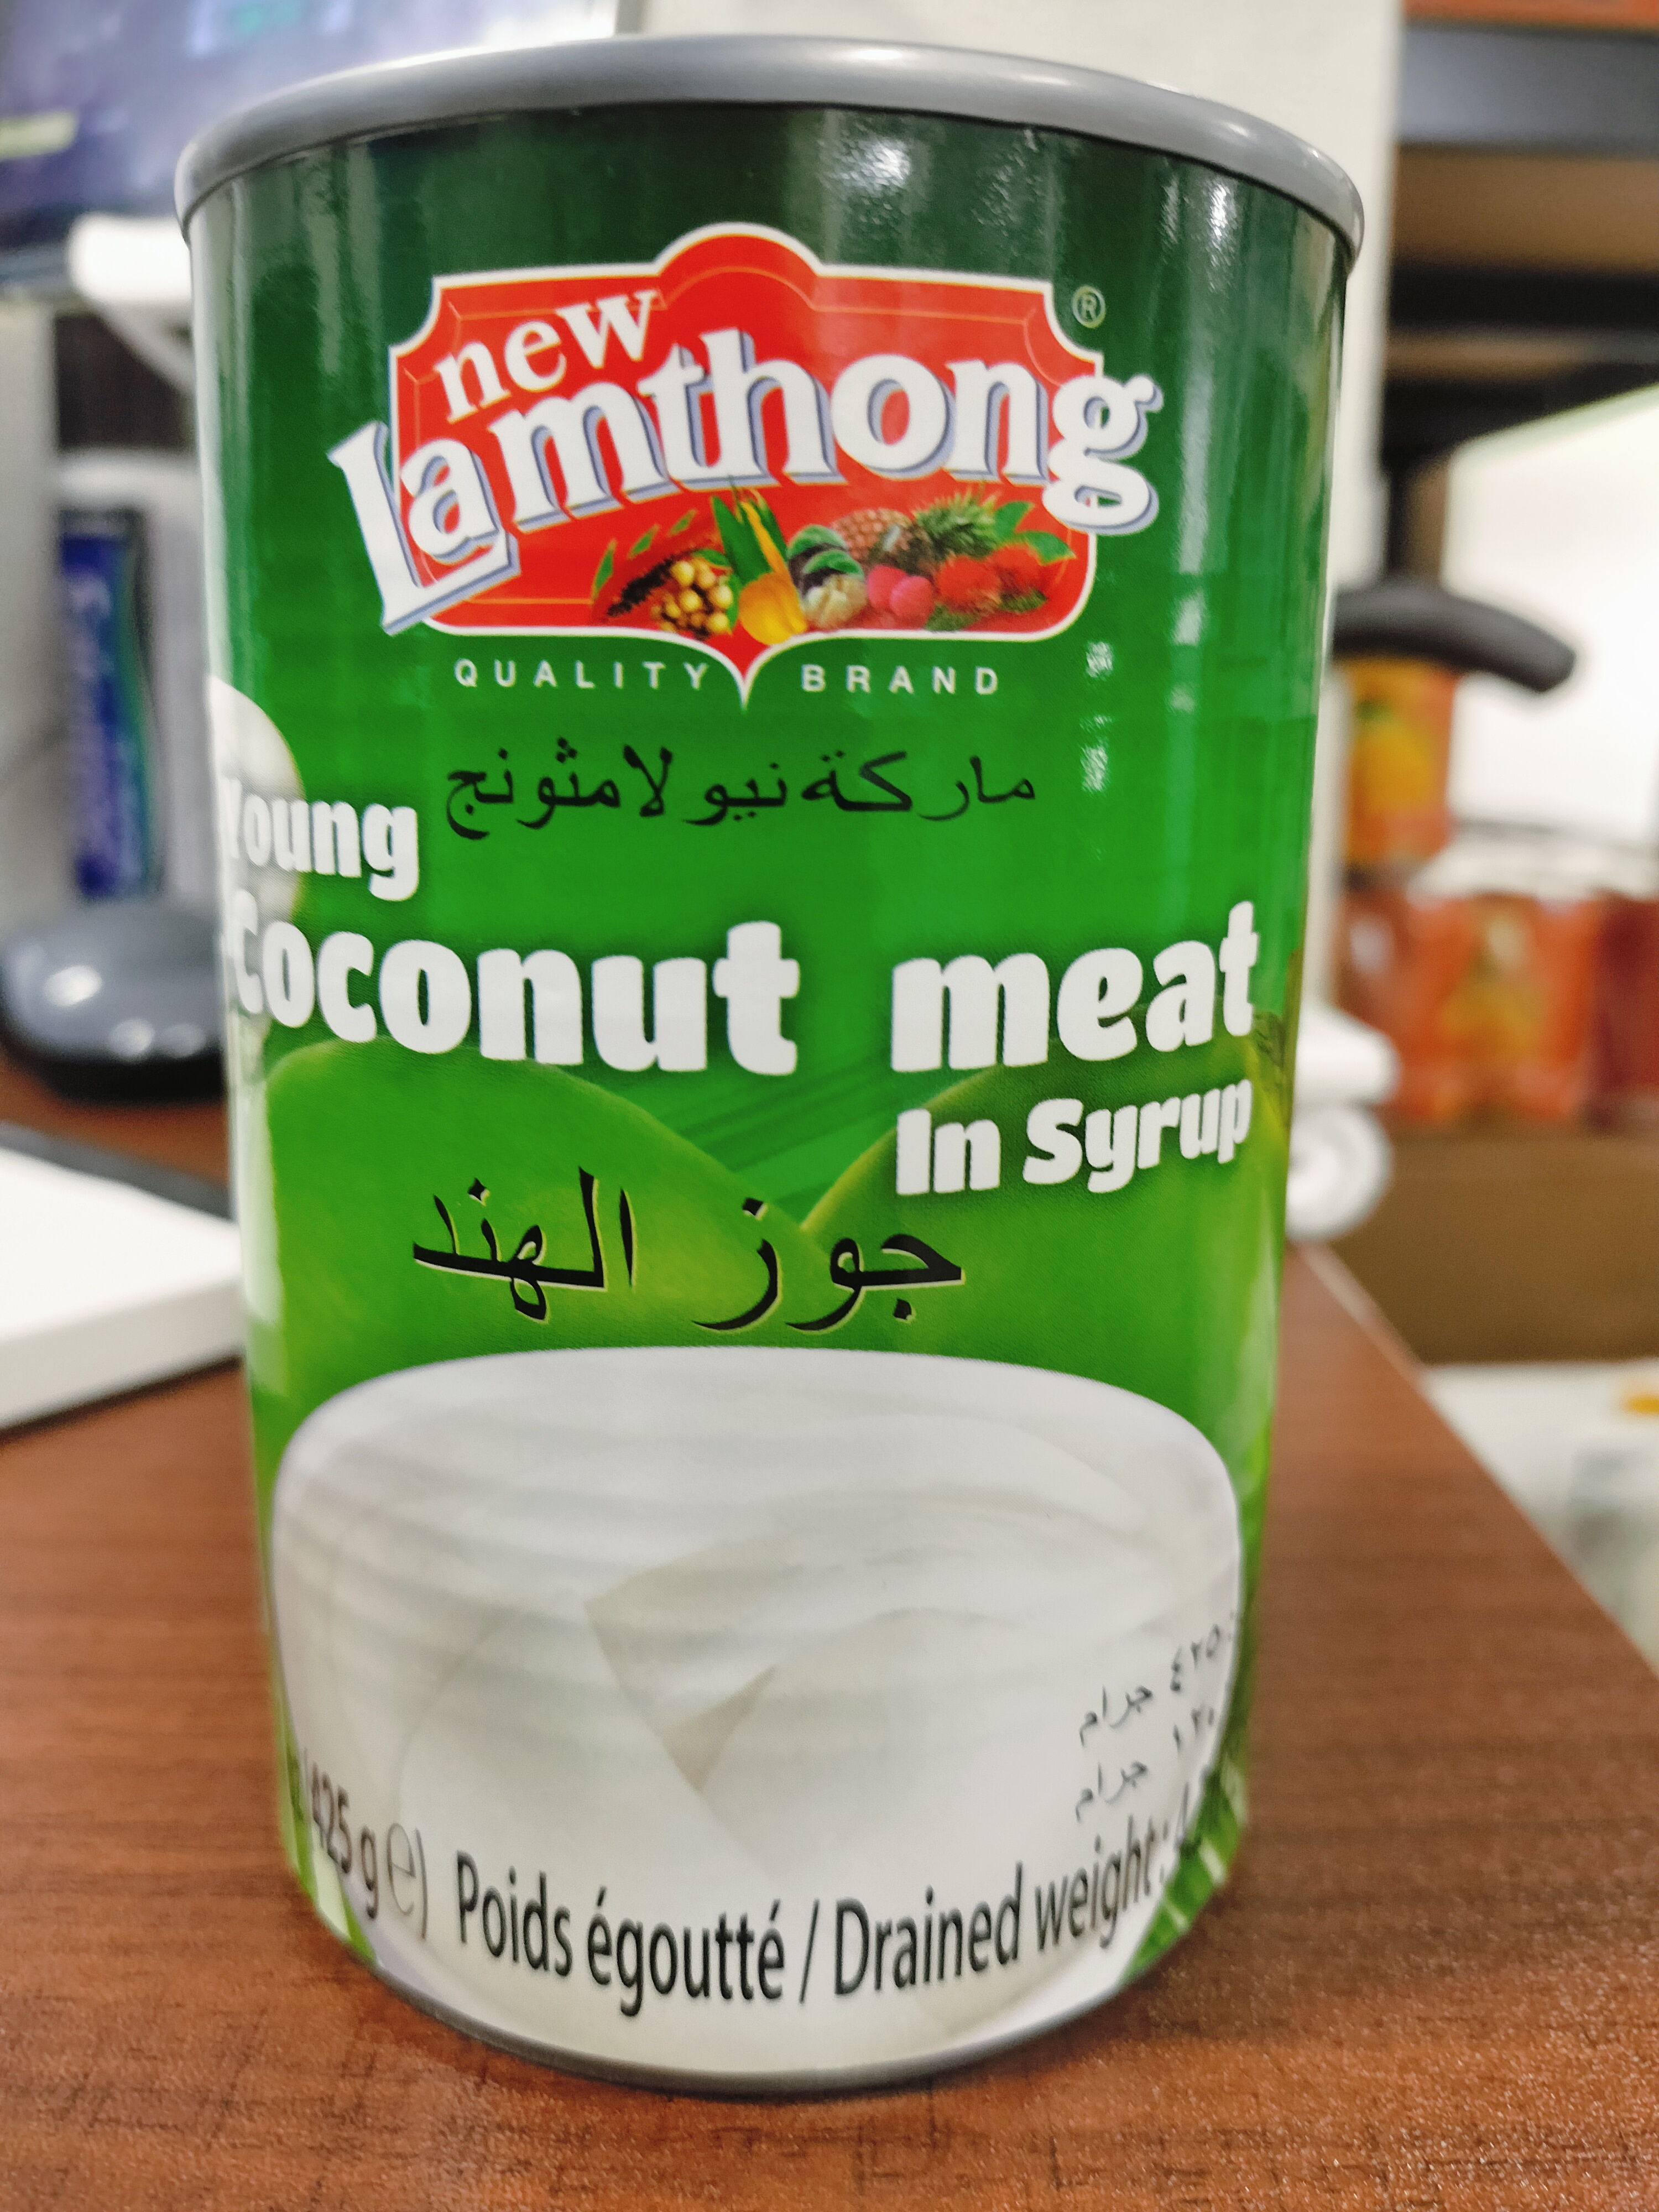 new
Lamthong
®
QUALITY BRAND
ماركة نيو لامثونج
Young
Coconut meat
In Syrup
جوز الهند
جرام
جرام
425 g ℮) Poids égoutté / Drained weight :